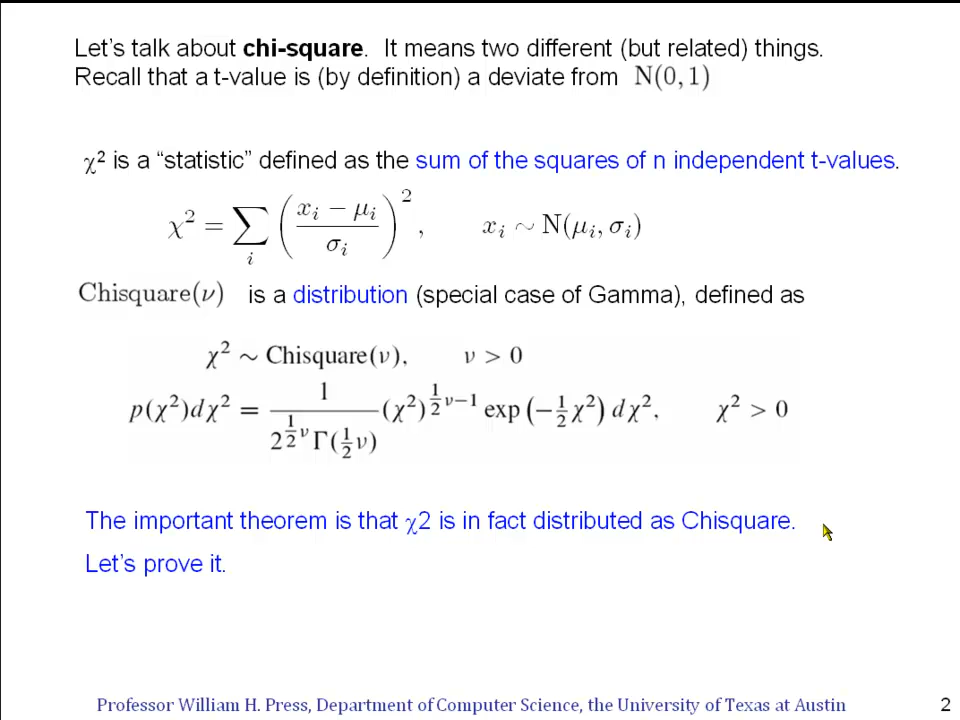 Let's talk about chi-square. It means two different (but related) things.
Recall that a t-value is (by definition) a deviate from N(0, 1)
χ² is a "statistic" defined as the sum of the squares of n independent t-values.
χ² = ∑_i ((x_i − μ_i)/σ_i)², x_i ∼ N(μ_i, σ_i)
Chisquare(ν) is a distribution (special case of Gamma), defined as
χ² ∼ Chisquare(ν), ν > 0
p(χ²)dχ² = 1/(2^{½ν} Γ(½ν)) (χ²)^{½ν−1} exp(−½χ²) dχ², χ² > 0
The important theorem is that χ2 is in fact distributed as Chisquare.
Let's prove it.
Professor William H. Press, Department of Computer Science, the University of Texas at Austin 2